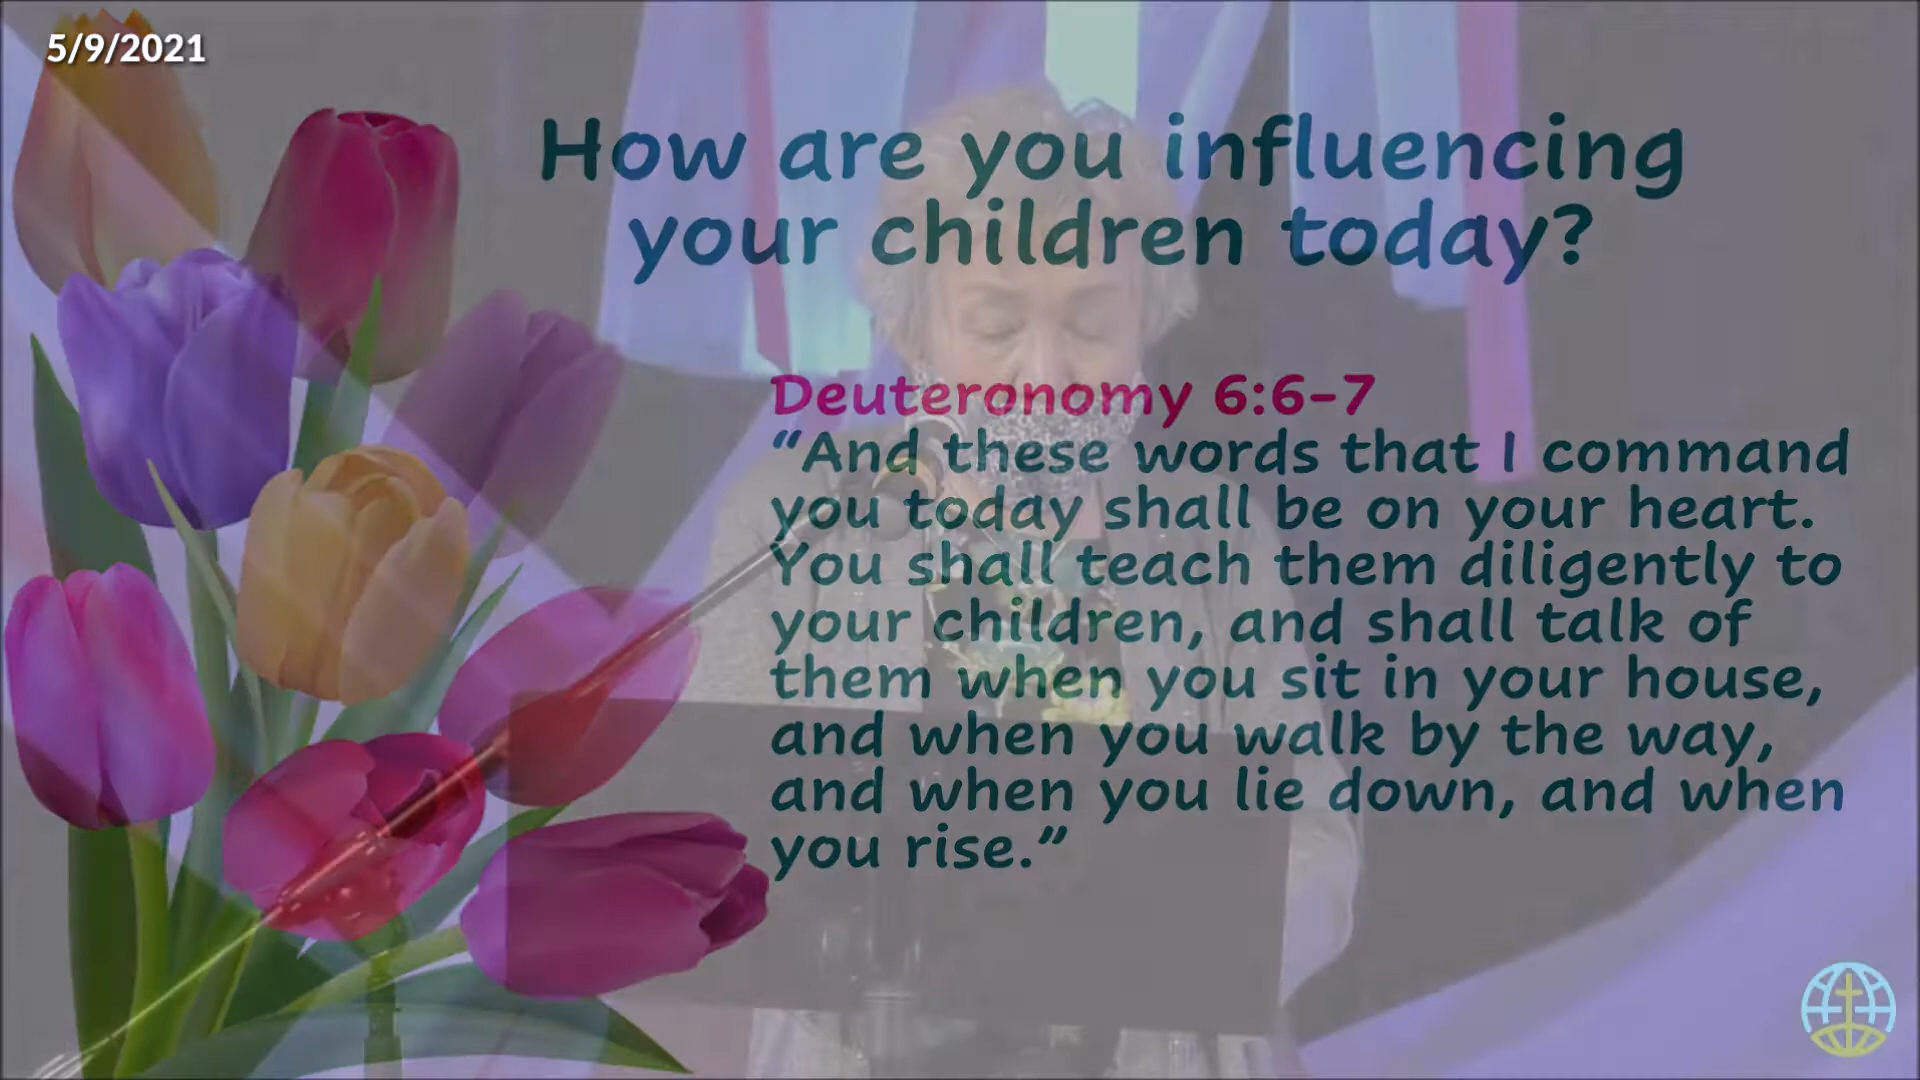 5/9/2021
How are you influencing
your children today?
Deuteronomy 6:6-7
“And these words that I command
you today shall be on your heart.
You shall teach them diligently to
your children, and shall talk of
them when you sit in your house,
and when you walk by the way,
and when you lie down, and when
you rise.”